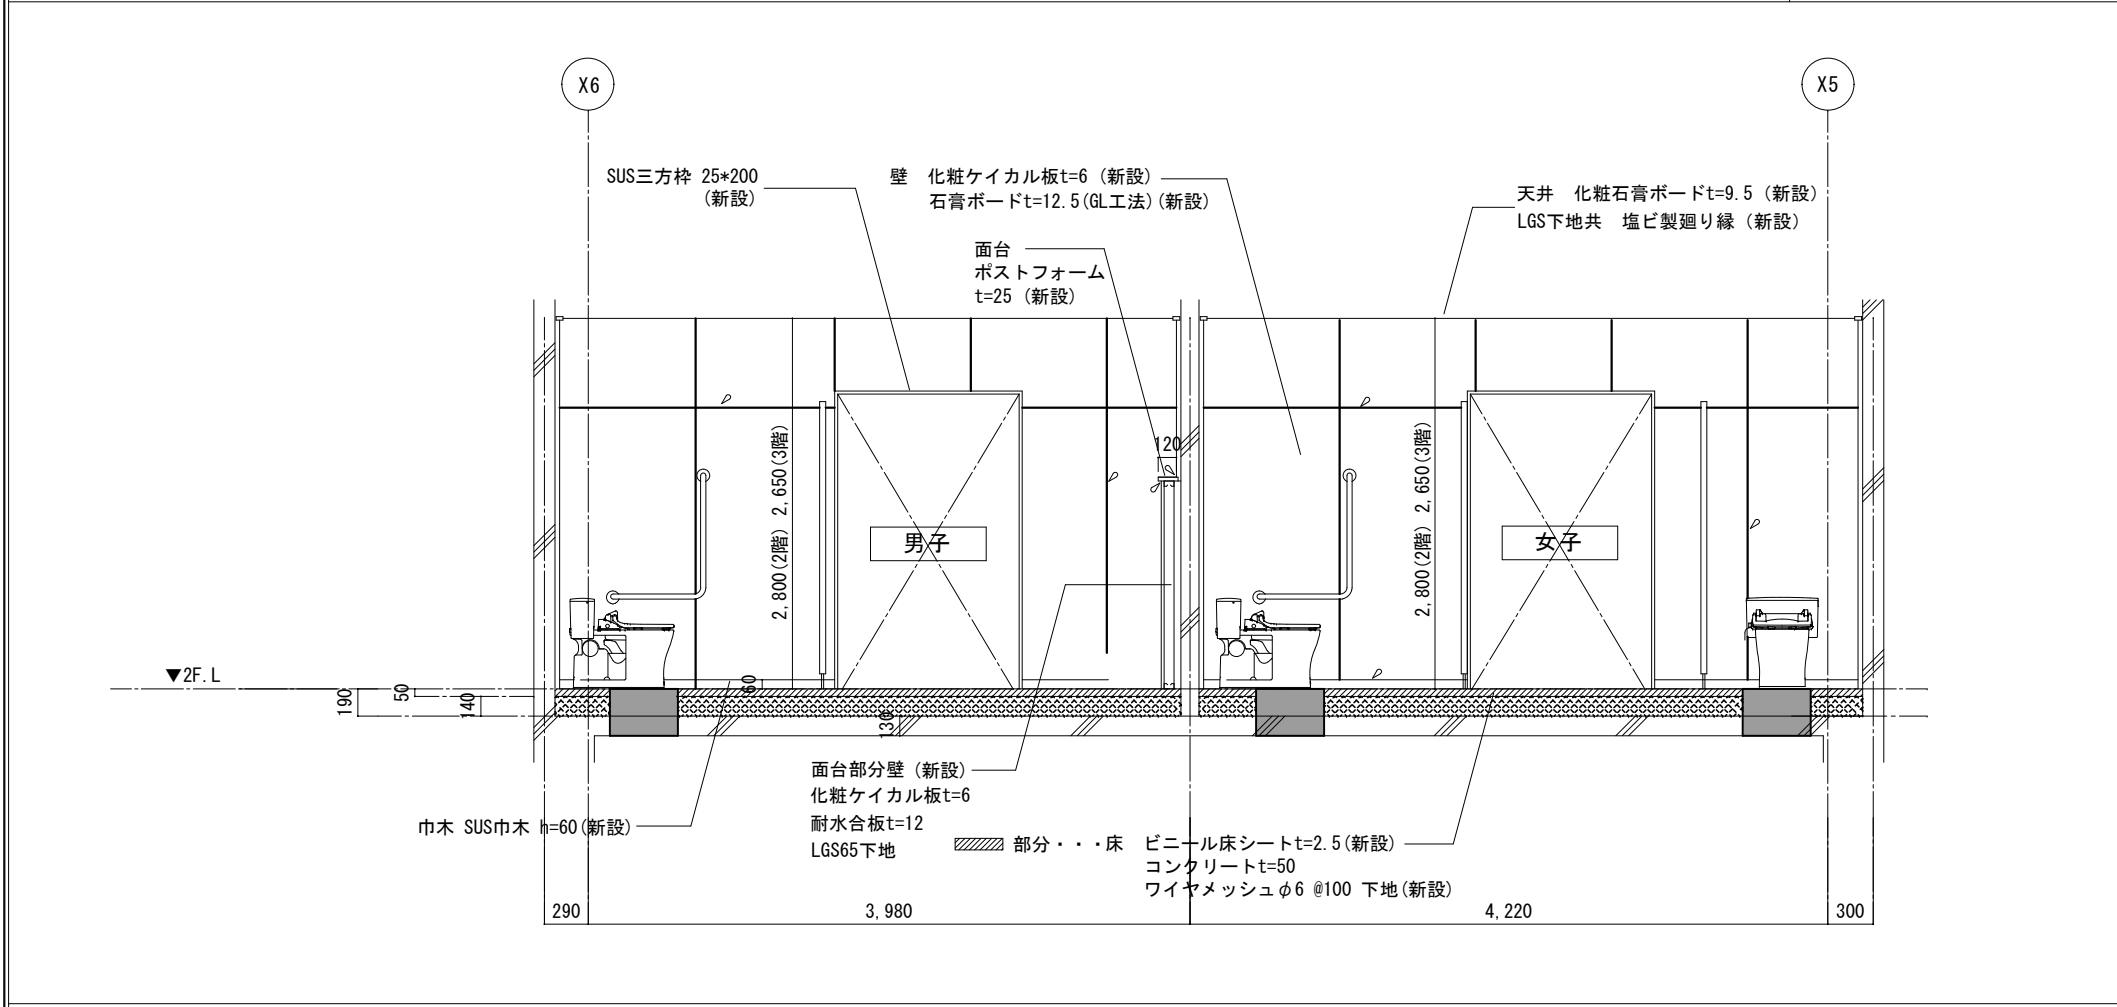 X6
X5
SUS三方枠 25*200
(新設)
壁　化粧ケイカル板t=6 (新設)
石膏ボードt=12.5(GL工法)(新設)
天井　化粧石膏ボードt=9.5 (新設)
LGS下地共　塩ビ製廻り縁 (新設)
面台
ポストフォーム
t=25 (新設)
120
2,800(2階) 2,650(3階)
男子
2,800(2階) 2,650(3階)
女子
▼2F.L
190
50
140
60
130
面台部分壁 (新設)
化粧ケイカル板t=6
耐水合板t=12
LGS65下地
巾木 SUS巾木 h=60(新設)
部分・・・床　ビニール床シートt=2.5(新設)
コンクリートt=50
ワイヤメッシュφ6 @100 下地(新設)
290
3,980
4,220
300